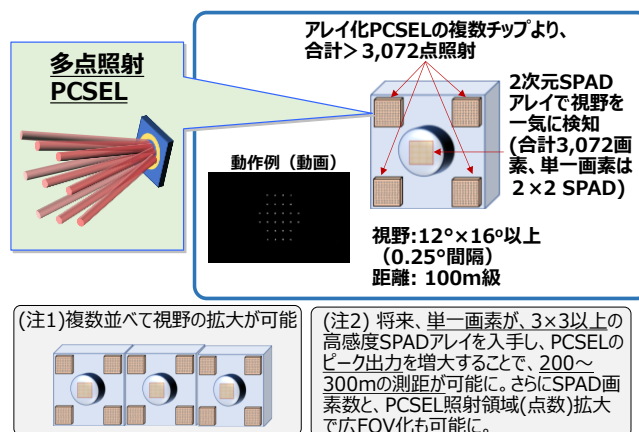 アレイ化PCSELの複数チップより、
合計＞3,072点照射
多点照射
PCSEL
2次元SPAD
アレイで視野を
一気に検知
(合計3,072画
素、単一画素は
２×２ SPAD)
動作例（動画）
視野:12°×16°以上
（0.25°間隔）
距離: 100m級
(注1)複数並べて視野の拡大が可能
(注2) 将来、単一画素が、3×3以上の
高感度SPADアレイを入手し、PCSELの
ピーク出力を増大することで、200～
300mの測距が可能に。さらにSPAD画
素数と、PCSEL照射領域(点数)拡大
で広FOV化も可能に。